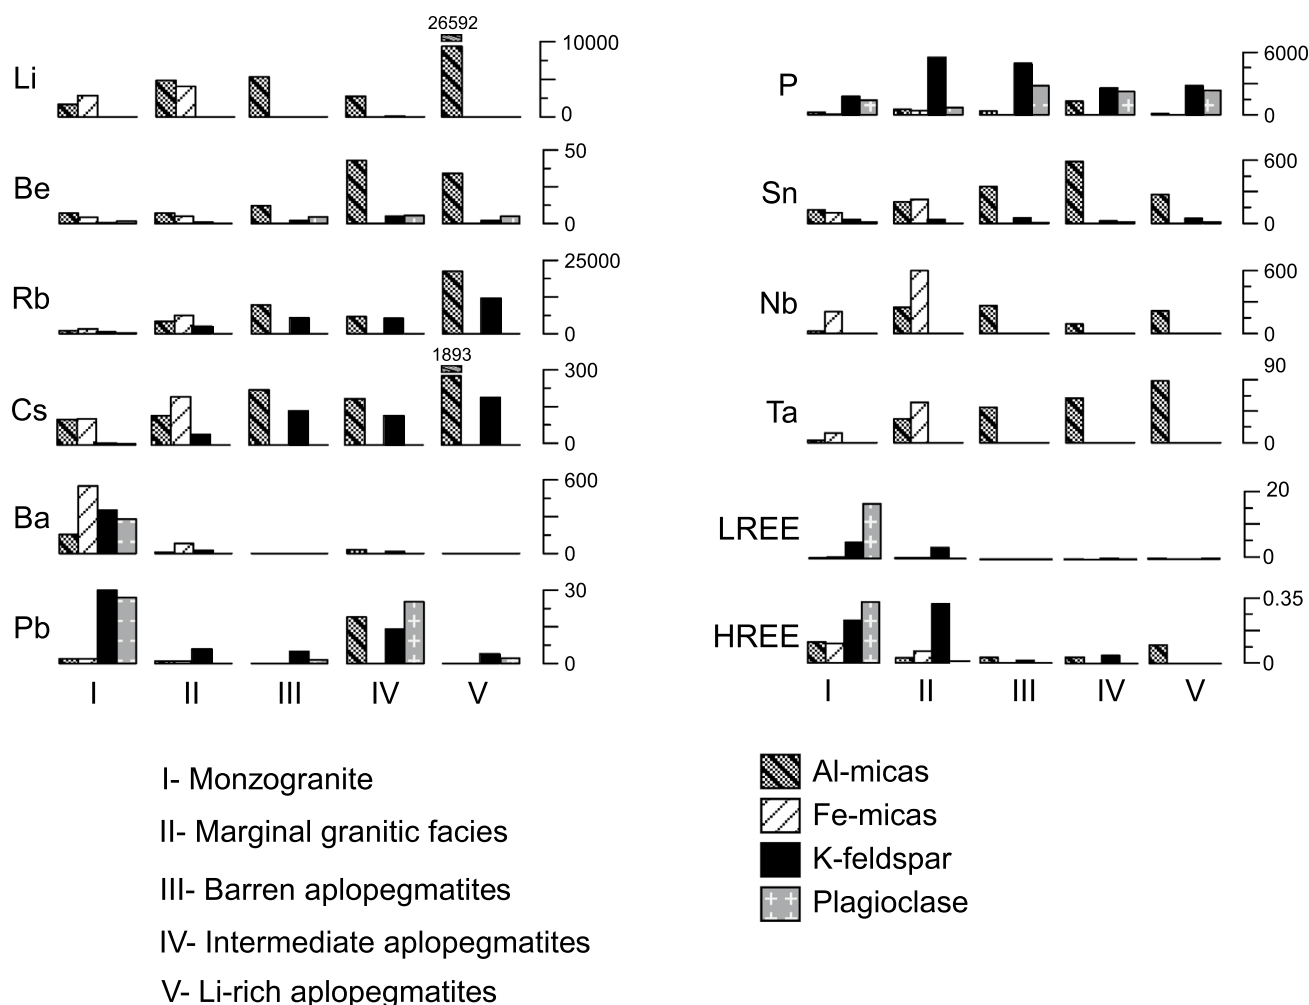 26592
Li
10000
0
Be
50
0
Rb
25000
0
1893
Cs
300
0
Ba
600
0
Pb
30
0
I II III IV V
P
6000
0
Sn
600
0
Nb
600
0
Ta
90
0
LREE
20
0
HREE
0.35
0
I II III IV V
I- Monzogranite
II- Marginal granitic facies
III- Barren aplopegmatites
IV- Intermediate aplopegmatites
V- Li-rich aplopegmatites
Al-micas
Fe-micas
K-feldspar
Plagioclase